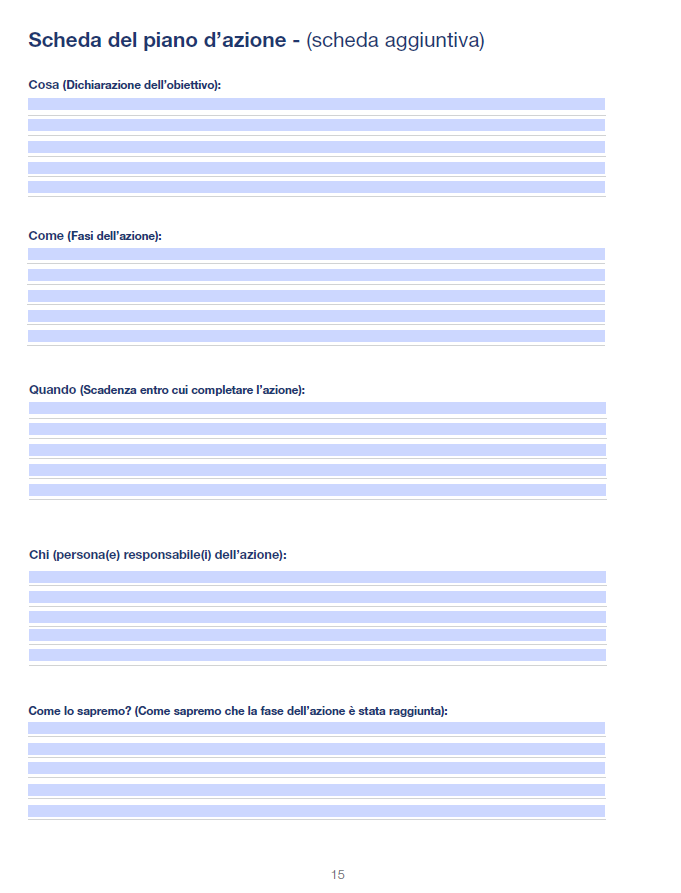 Scheda del piano d’azione - (scheda aggiuntiva)
Cosa (Dichiarazione dell’obiettivo):
Come (Fasi dell’azione):
Quando (Scadenza entro cui completare l’azione):
Chi (persona(e) responsabile(i) dell’azione):
Come lo sapremo? (Come sapremo che la fase dell’azione è stata raggiunta):
15